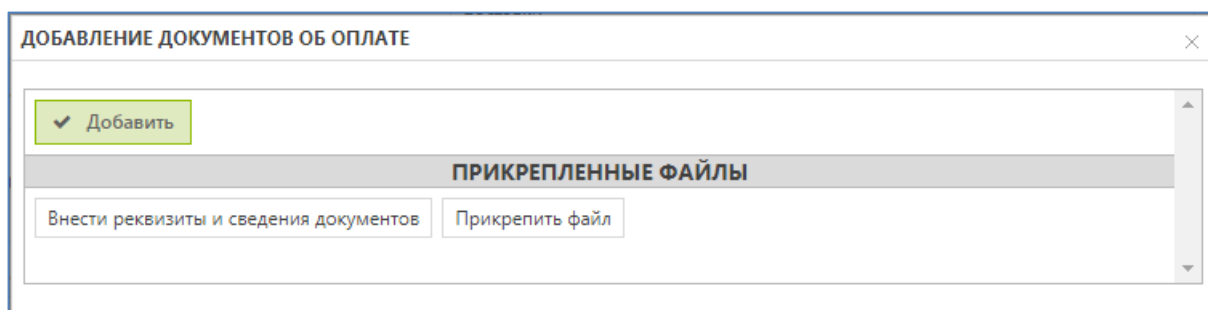 ДОБАВЛЕНИЕ ДОКУМЕНТОВ ОБ ОПЛАТЕ
Добавить
ПРИКРЕПЛЕННЫЕ ФАЙЛЫ
Внести реквизиты и сведения документов Прикрепить файл